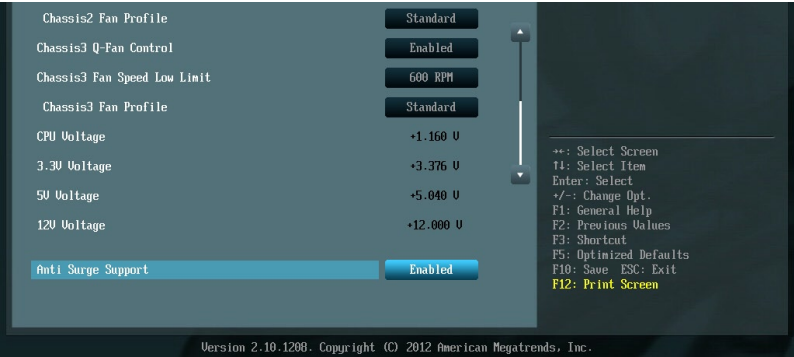 Chassis2 Fan Profile Standard
Chassis3 Q-Fan Control Enabled
Chassis3 Fan Speed Low Limit 600 RPM
Chassis3 Fan Profile Standard
CPU Voltage +1.160 V
3.3V Voltage +3.376 V
5V Voltage +5.040 V
12V Voltage +12.000 V
Anti Surge Support Enabled
→←: Select Screen
↑↓: Select Item
Enter: Select
+/-: Change Opt.
F1: General Help
F2: Previous Values
F3: Shortcut
F5: Optimized Defaults
F10: Save ESC: Exit
F12: Print Screen
Version 2.10.1208. Copyright (C) 2012 American Megatrends, Inc.